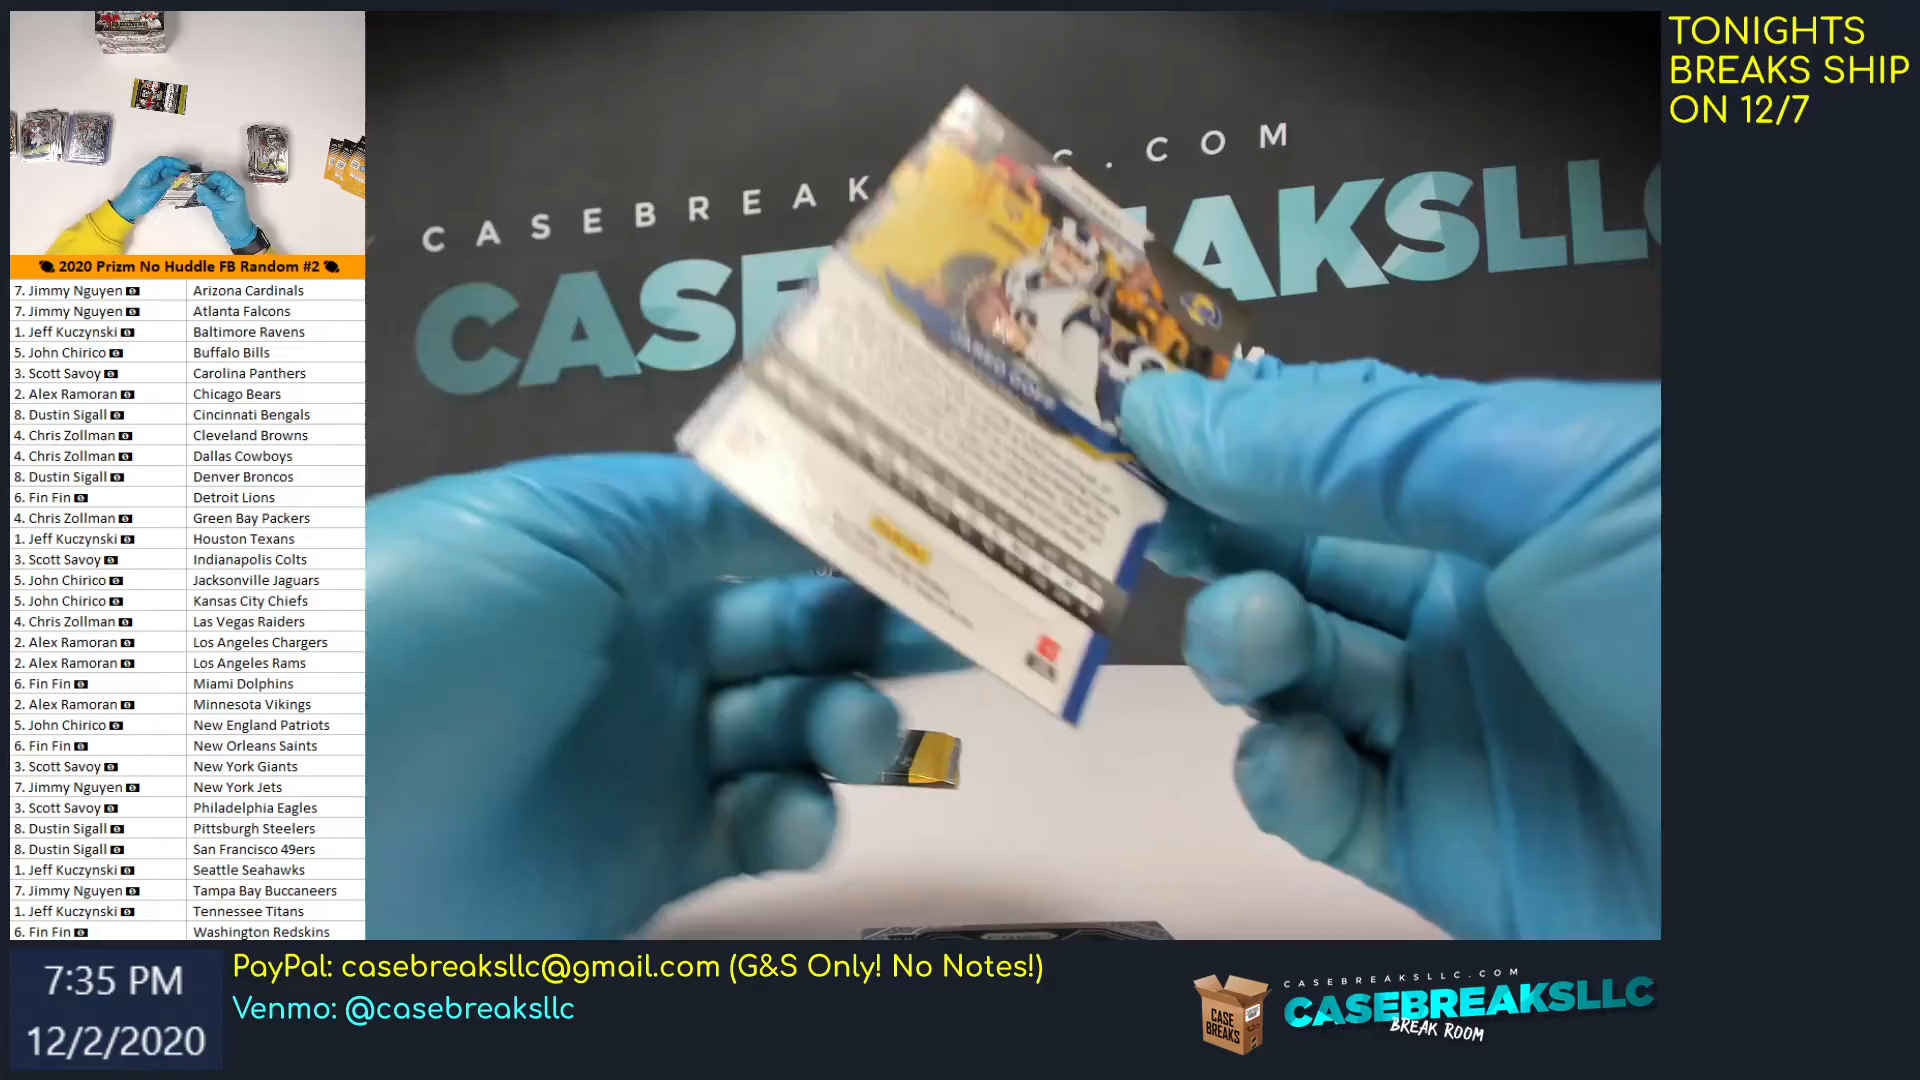 TONIGHTS
BREAKS SHIP
ON 12/7
CASEBREAK
C.COM
CASE
AKSLLC
JARED GOFF
2020 Prizm No Huddle FB Random #2
7. Jimmy Nguyen Arizona Cardinals
7. Jimmy Nguyen Atlanta Falcons
1. Jeff Kuczynski Baltimore Ravens
5. John Chirico Buffalo Bills
3. Scott Savoy Carolina Panthers
2. Alex Ramoran Chicago Bears
8. Dustin Sigall Cincinnati Bengals
4. Chris Zollman Cleveland Browns
4. Chris Zollman Dallas Cowboys
8. Dustin Sigall Denver Broncos
6. Fin Fin Detroit Lions
4. Chris Zollman Green Bay Packers
1. Jeff Kuczynski Houston Texans
3. Scott Savoy Indianapolis Colts
5. John Chirico Jacksonville Jaguars
5. John Chirico Kansas City Chiefs
4. Chris Zollman Las Vegas Raiders
2. Alex Ramoran Los Angeles Chargers
2. Alex Ramoran Los Angeles Rams
6. Fin Fin Miami Dolphins
2. Alex Ramoran Minnesota Vikings
5. John Chirico New England Patriots
6. Fin Fin New Orleans Saints
3. Scott Savoy New York Giants
7. Jimmy Nguyen New York Jets
3. Scott Savoy Philadelphia Eagles
8. Dustin Sigall Pittsburgh Steelers
8. Dustin Sigall San Francisco 49ers
1. Jeff Kuczynski Seattle Seahawks
7. Jimmy Nguyen Tampa Bay Buccaneers
1. Jeff Kuczynski Tennessee Titans
6. Fin Fin Washington Redskins
7:35 PM
12/2/2020
PayPal: casebreaksllc@gmail.com (G&S Only! No Notes!)
Venmo: @casebreaksllc
CASE
BREAKS
CASEBREAKSLLC.COM
CASEBREAKSLLC
BREAK ROOM